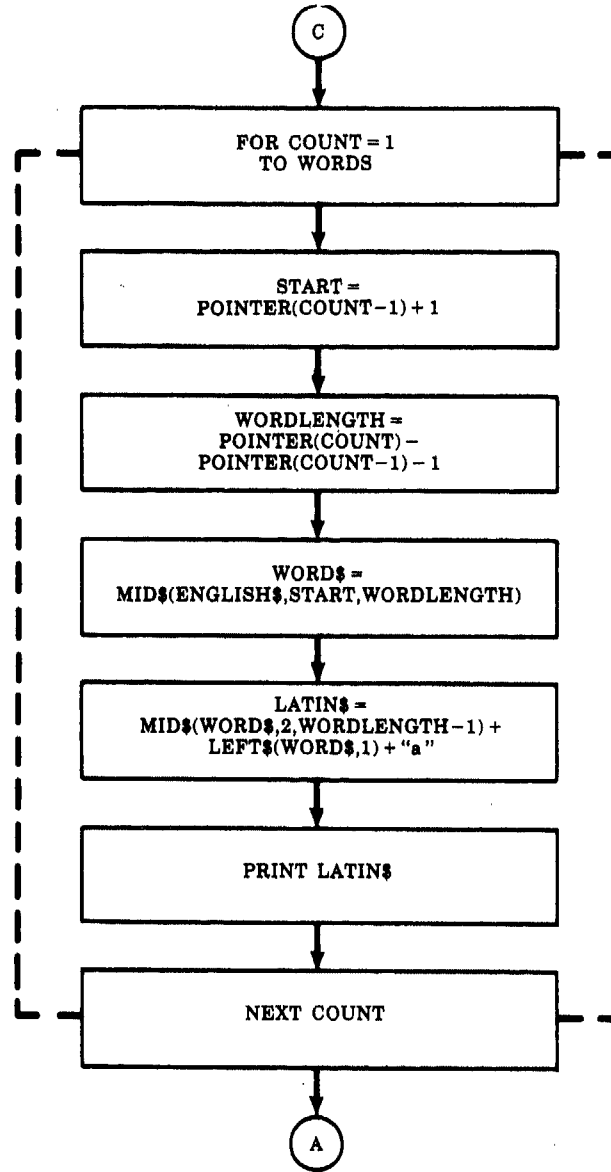 C
FOR COUNT = 1
TO WORDS
START =
POINTER(COUNT-1) + 1
WORDLENGTH =
POINTER(COUNT) -
POINTER(COUNT-1) - 1
WORD$ =
MID$(ENGLISH$,START,WORDLENGTH)
LATIN$ =
MID$(WORD$,2,WORDLENGTH-1) +
LEFT$(WORD$,1) + “a”
PRINT LATIN$
NEXT COUNT
A